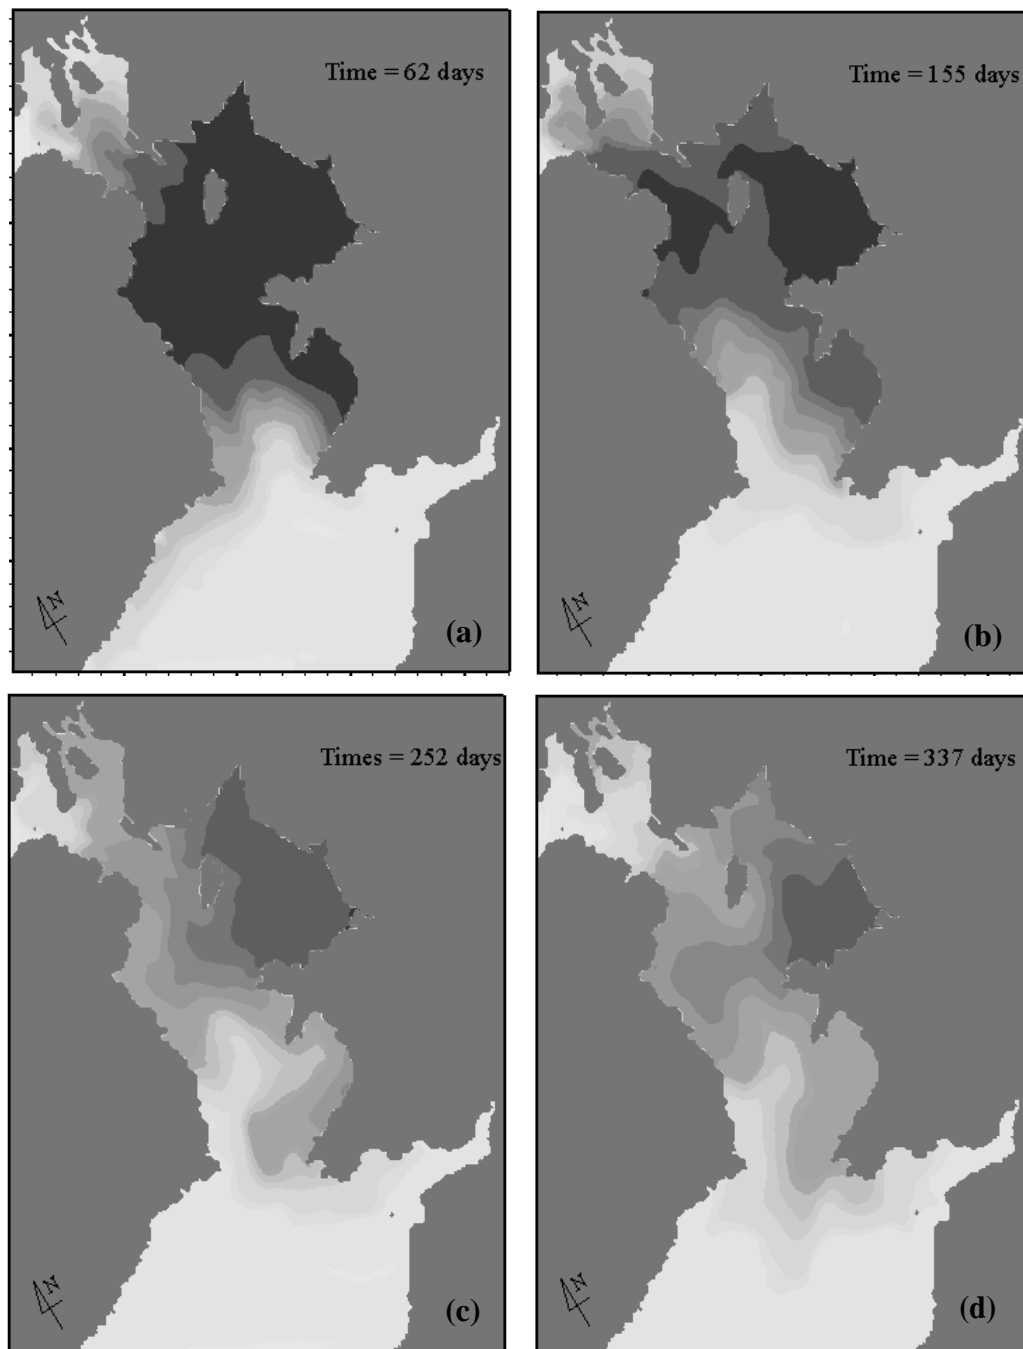 Time = 62 days
Time = 155 days
N
(a)
N
(b)
Times = 252 days
Time = 337 days
N
(c)
N
(d)